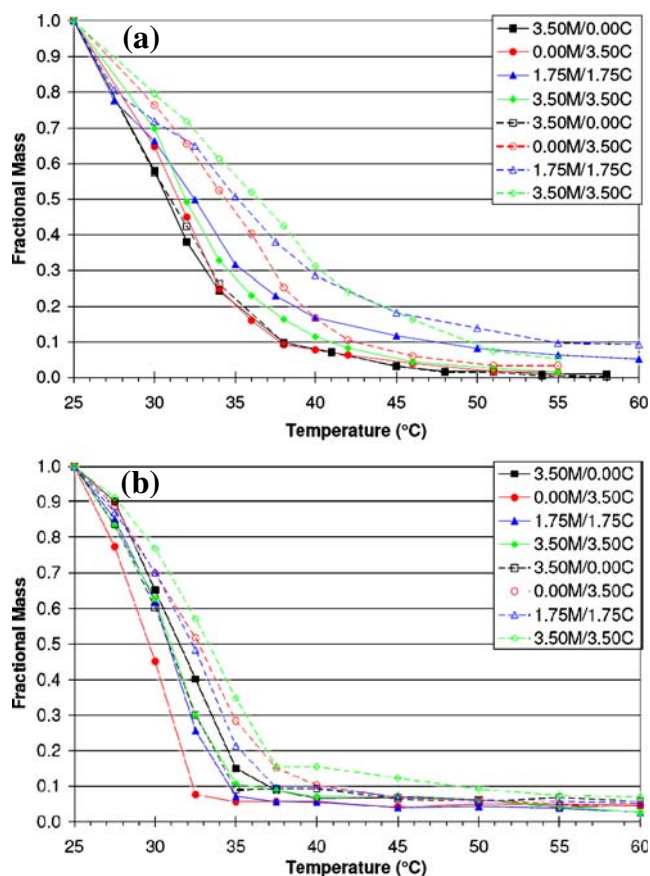 (a)
1.0
0.9
0.8
0.7
0.6
0.5
0.4
0.3
0.2
0.1
0.0
Fractional Mass
3.50M/0.00C
0.00M/3.50C
1.75M/1.75C
3.50M/3.50C
3.50M/0.00C
0.00M/3.50C
1.75M/1.75C
3.50M/3.50C
25 30 35 40 45 50 55 60
Temperature (°C)
(b)
1.0
0.9
0.8
0.7
0.6
0.5
0.4
0.3
0.2
0.1
0.0
Fractional Mass
3.50M/0.00C
0.00M/3.50C
1.75M/1.75C
3.50M/3.50C
3.50M/0.00C
0.00M/3.50C
1.75M/1.75C
3.50M/3.50C
25 30 35 40 45 50 55 60
Temperature (°C)